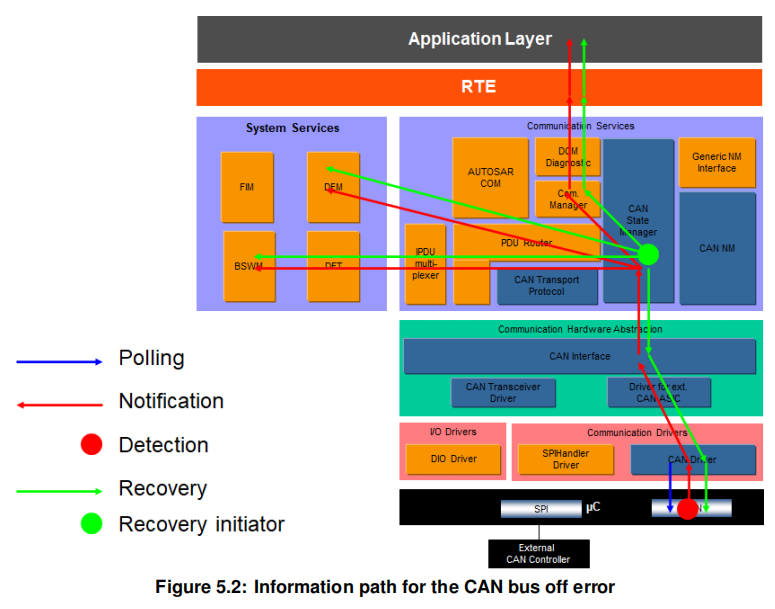 Application Layer
RTE
System Services
Communication Services
FIM
DEM
BSWM
DET
AUTOSAR
COM
DCM
Diagnostic
Com.
Manager
CAN
State
Manager
Generic NM
Interface
CAN NM
IPDU
multi-
plexer
PDU Router
CAN Transport
Protocol
Communication Hardware Abstraction
CAN Interface
CAN Transceiver
Driver
Driver for ext.
CAN ASIC
I/O Drivers
DIO Driver
Communication Drivers
SPIHandler
Driver
CAN Driver
SPI
µC
External
CAN Controller
Polling
Notification
Detection
Recovery
Recovery initiator
Figure 5.2: Information path for the CAN bus off error